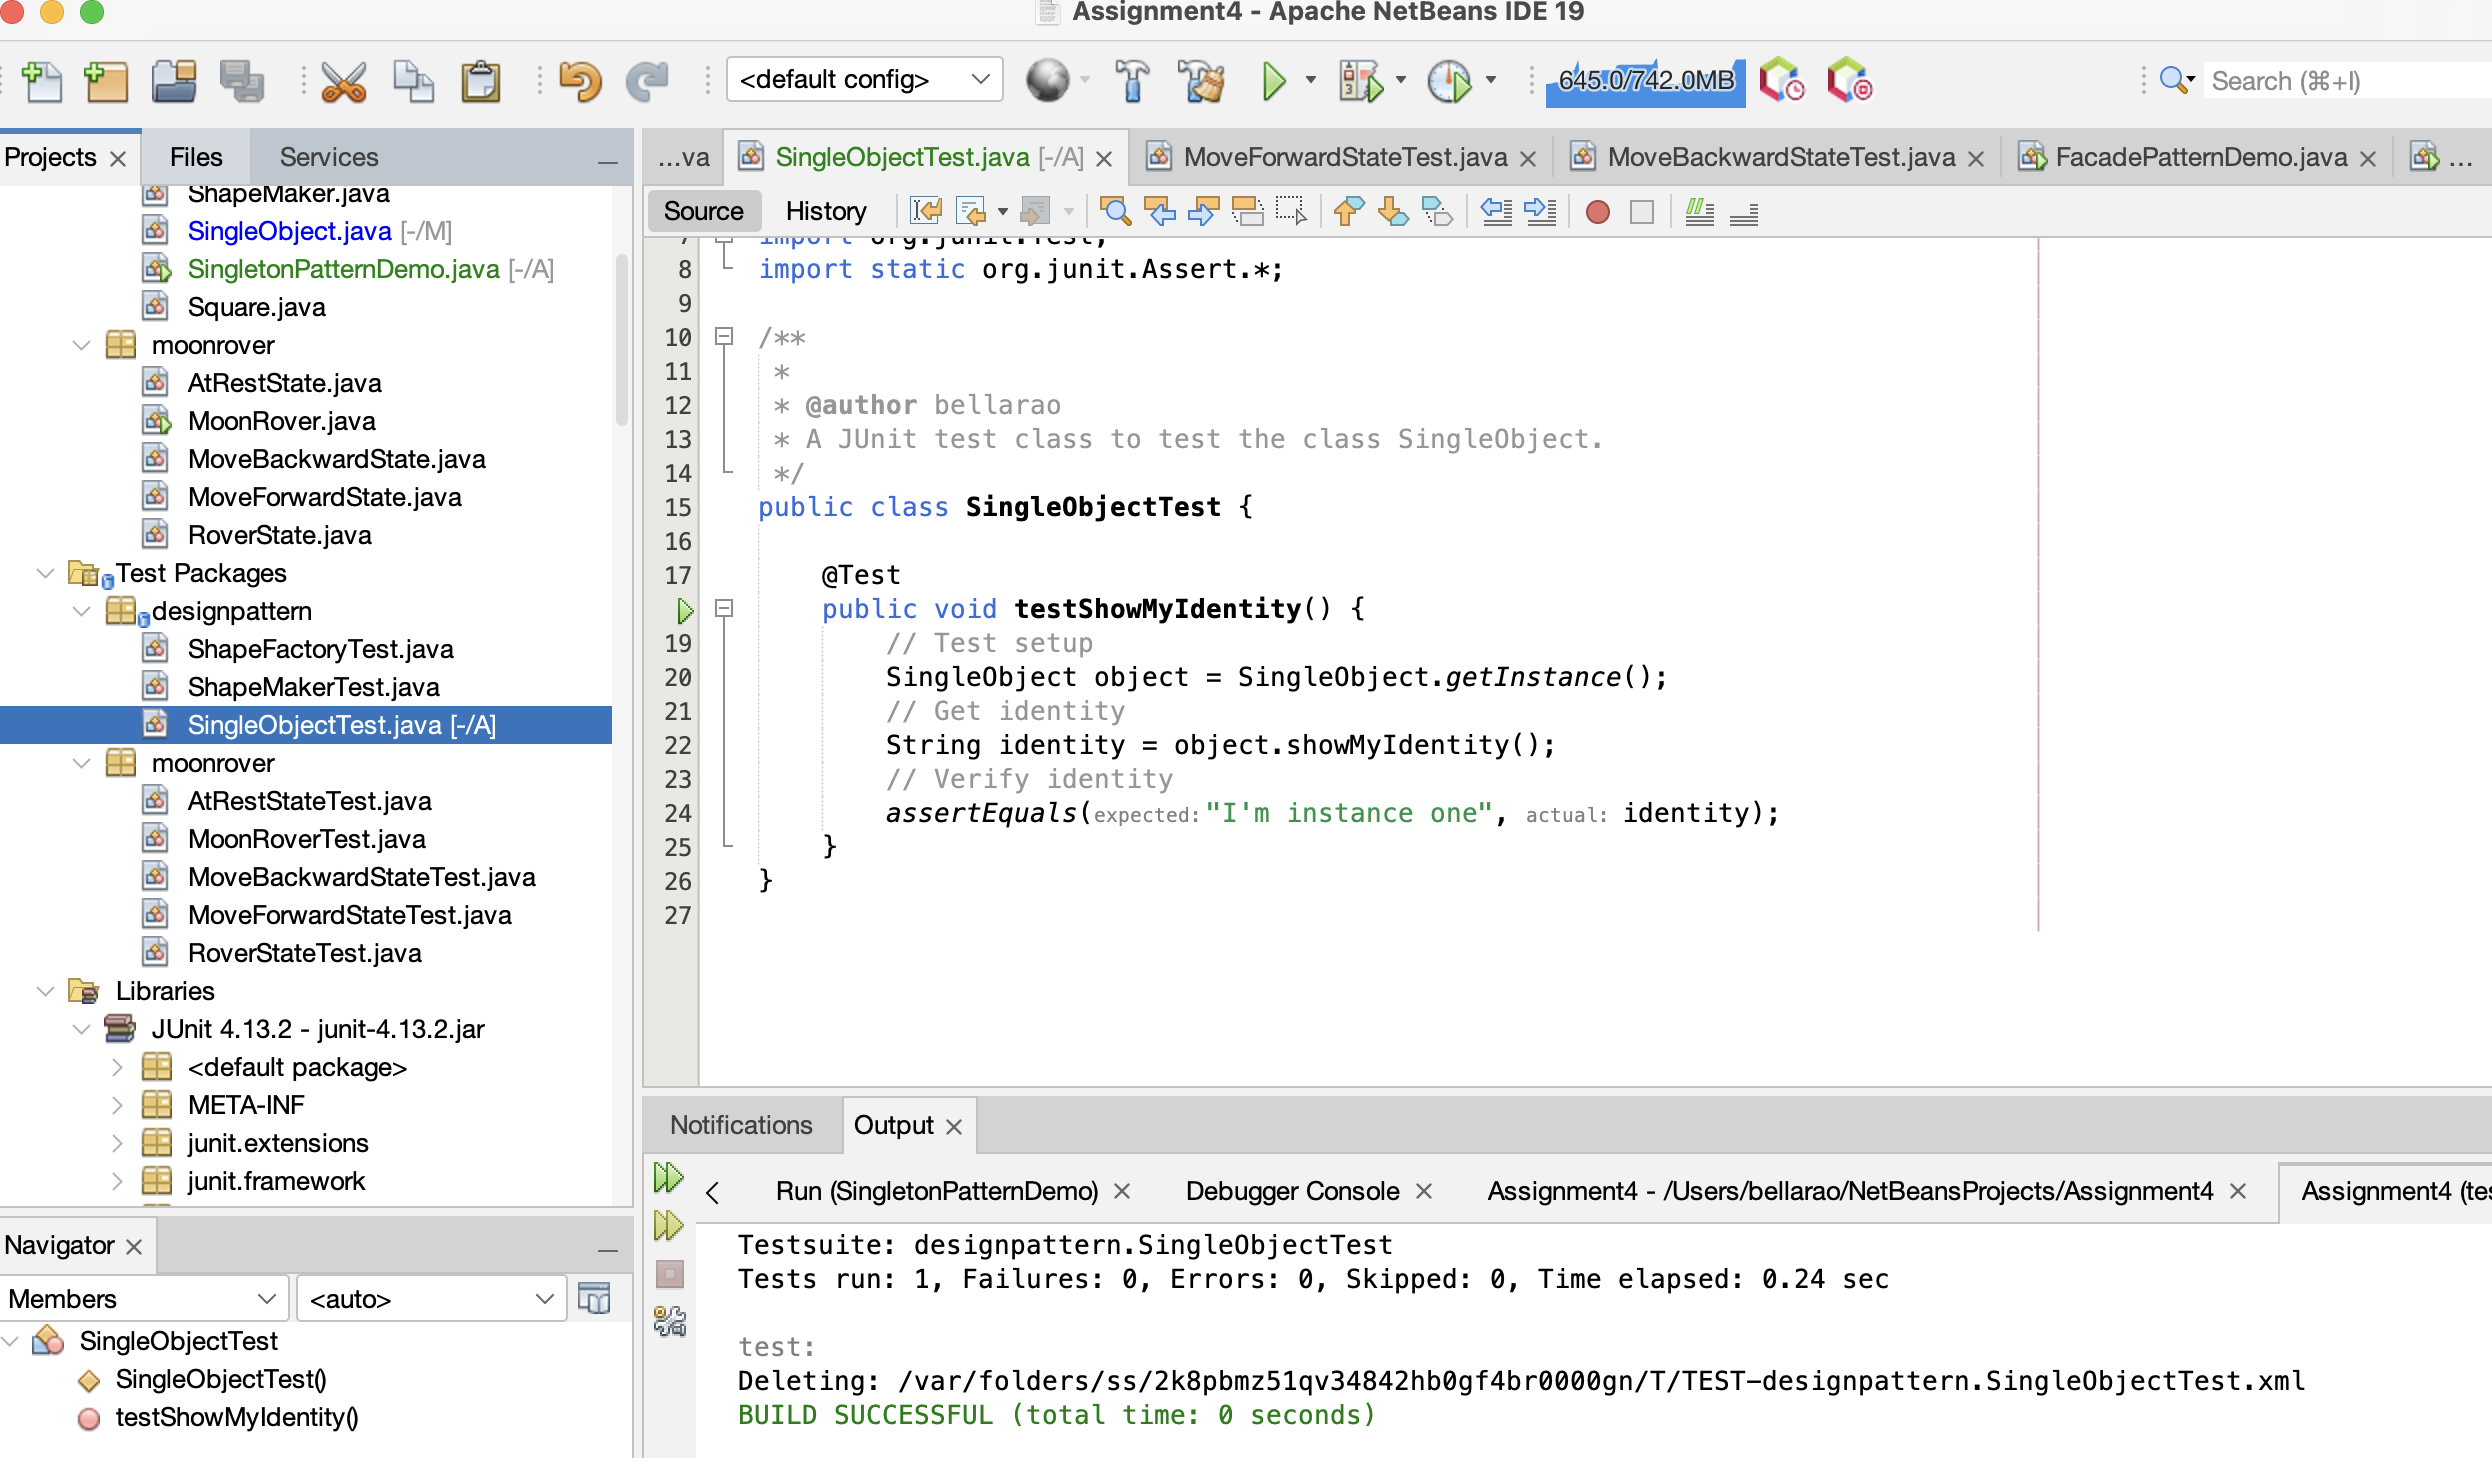 Assignment4 - Apache NetBeans IDE 19
<default config>
645.0/742.0MB
Search (⌘+I)
Projects
Files
Services
ShapeMaker.java
SingleObject.java [-/M]
SingletonPatternDemo.java [-/A]
Square.java
moonrover
AtRestState.java
MoonRover.java
MoveBackwardState.java
MoveForwardState.java
RoverState.java
Test Packages
designpattern
ShapeFactoryTest.java
ShapeMakerTest.java
SingleObjectTest.java [-/A]
moonrover
AtRestStateTest.java
MoonRoverTest.java
MoveBackwardStateTest.java
MoveForwardStateTest.java
RoverStateTest.java
Libraries
JUnit 4.13.2 - junit-4.13.2.jar
<default package>
META-INF
junit.extensions
junit.framework
Navigator
Members
<auto>
SingleObjectTest
SingleObjectTest()
testShowMyIdentity()
...va
SingleObjectTest.java [-/A]
MoveForwardStateTest.java
MoveBackwardStateTest.java
FacadePatternDemo.java
...
Source
History
7 import org.junit.Test;
8 import static org.junit.Assert.*;
9
10 /**
11 *
12 * @author bellarao
13 * A JUnit test class to test the class SingleObject.
14 */
15 public class SingleObjectTest {
16
17 @Test
public void testShowMyIdentity() {
19 // Test setup
20 SingleObject object = SingleObject.getInstance();
21 // Get identity
22 String identity = object.showMyIdentity();
23 // Verify identity
24 assertEquals(expected: "I'm instance one", actual: identity);
25 }
26 }
27
Notifications
Output
Run (SingletonPatternDemo)
Debugger Console
Assignment4 - /Users/bellarao/NetBeansProjects/Assignment4
Assignment4 (tes
Testsuite: designpattern.SingleObjectTest
Tests run: 1, Failures: 0, Errors: 0, Skipped: 0, Time elapsed: 0.24 sec
test:
Deleting: /var/folders/ss/2k8pbmz51qv34842hb0gf4br0000gn/T/TEST-designpattern.SingleObjectTest.xml
BUILD SUCCESSFUL (total time: 0 seconds)